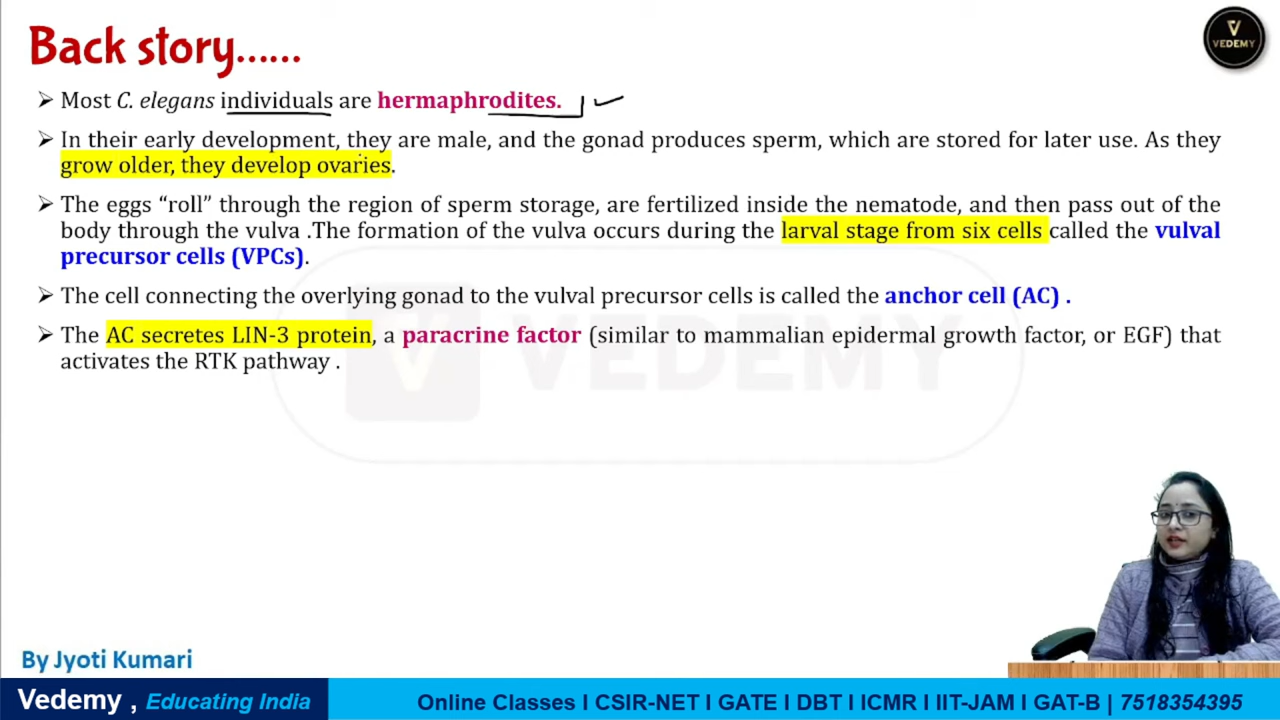 Back story......
VEDEMY
➢ Most C. elegans individuals are hermaphrodites.
➢ In their early development, they are male, and the gonad produces sperm, which are stored for later use. As they
grow older, they develop ovaries.
➢ The eggs “roll” through the region of sperm storage, are fertilized inside the nematode, and then pass out of the
body through the vulva .The formation of the vulva occurs during the larval stage from six cells called the vulval
precursor cells (VPCs).
➢ The cell connecting the overlying gonad to the vulval precursor cells is called the anchor cell (AC) .
➢ The AC secretes LIN-3 protein, a paracrine factor (similar to mammalian epidermal growth factor, or EGF) that
activates the RTK pathway .
VEDEMY
By Jyoti Kumari
Vedemy , Educating India
Online Classes I CSIR-NET I GATE I DBT I ICMR I IIT-JAM I GAT-B | 7518354395